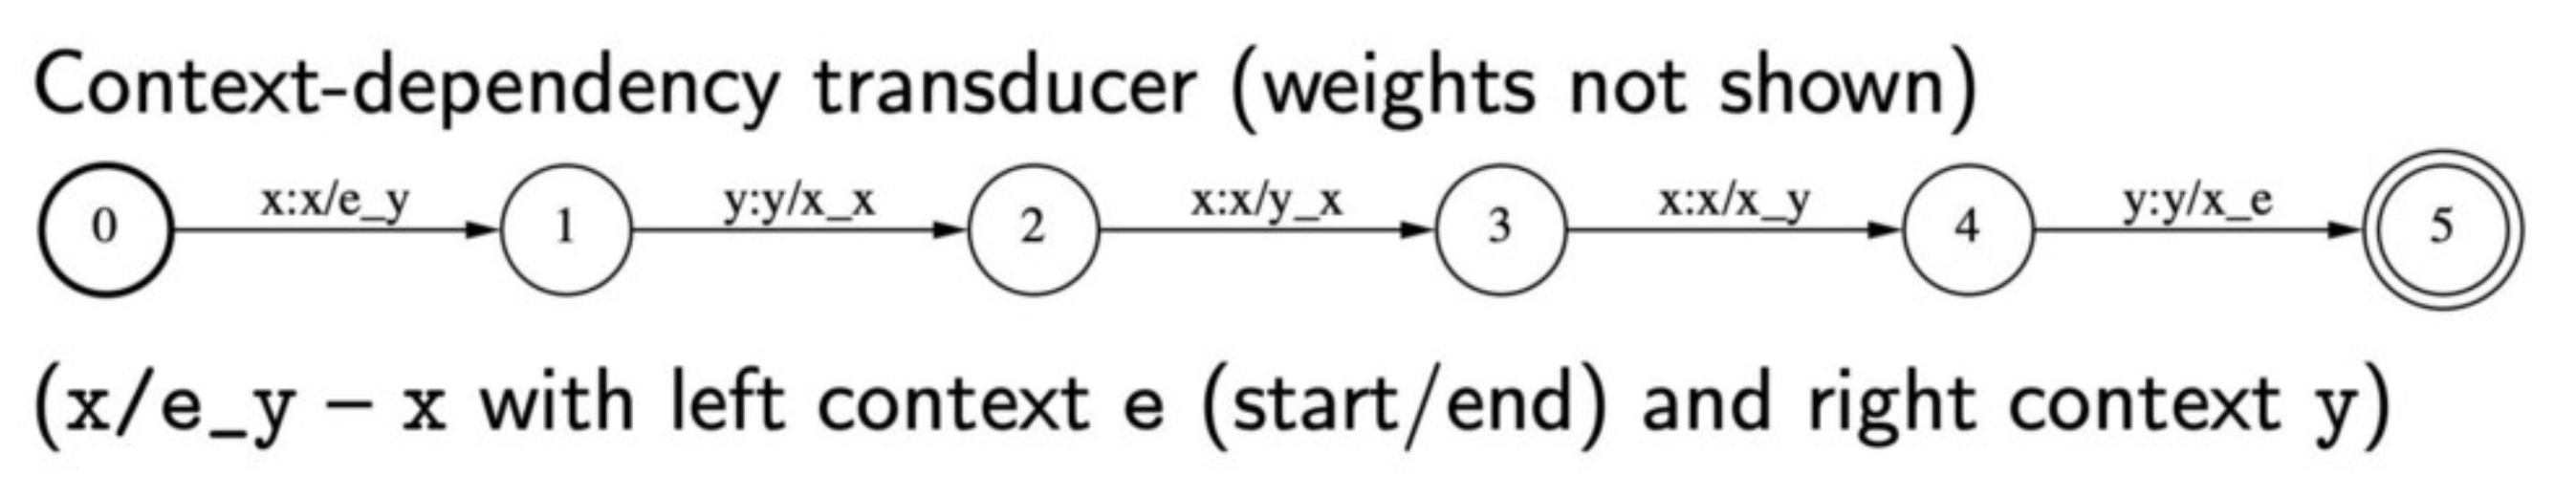 Context-dependency transducer (weights not shown)
x:x/e_y y:y/x_x x:x/y_x x:x/x_y y:y/x_e
0 1 2 3 4 5
(x/e_y – x with left context e (start/end) and right context y)